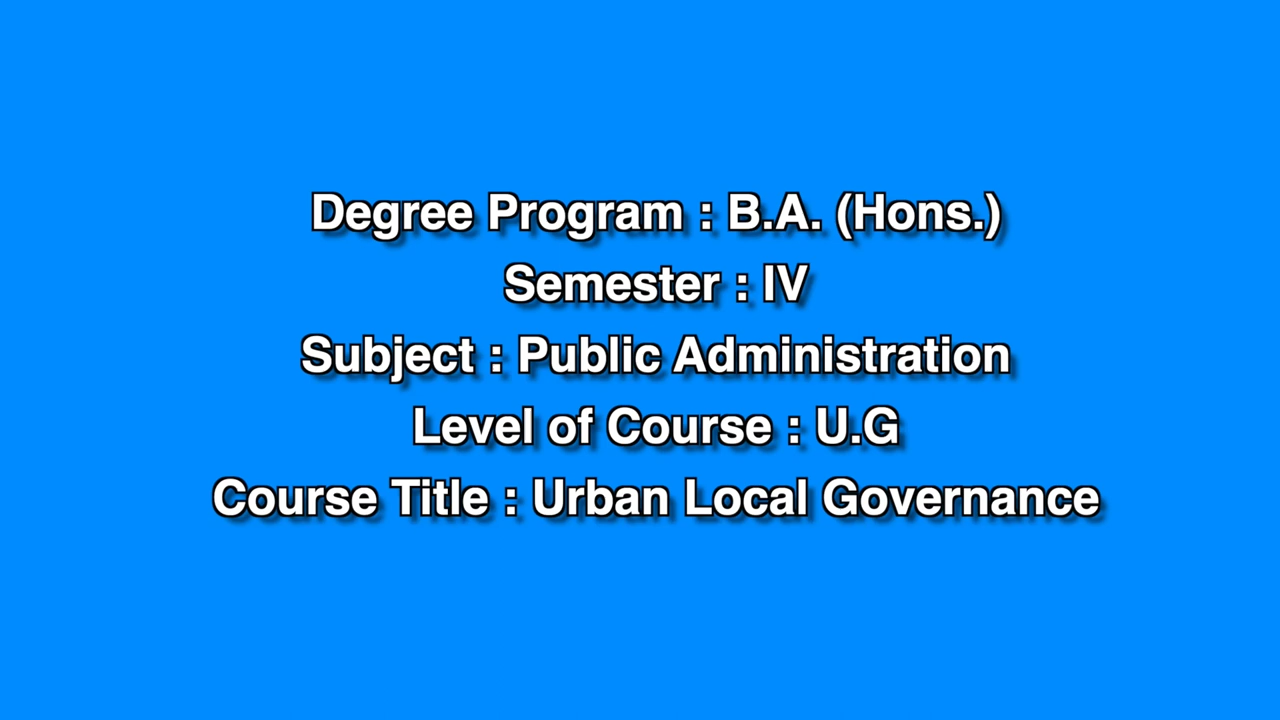 Degree Program : B.A. (Hons.)
Semester : IV
Subject : Public Administration
Level of Course : U.G
Course Title : Urban Local Governance